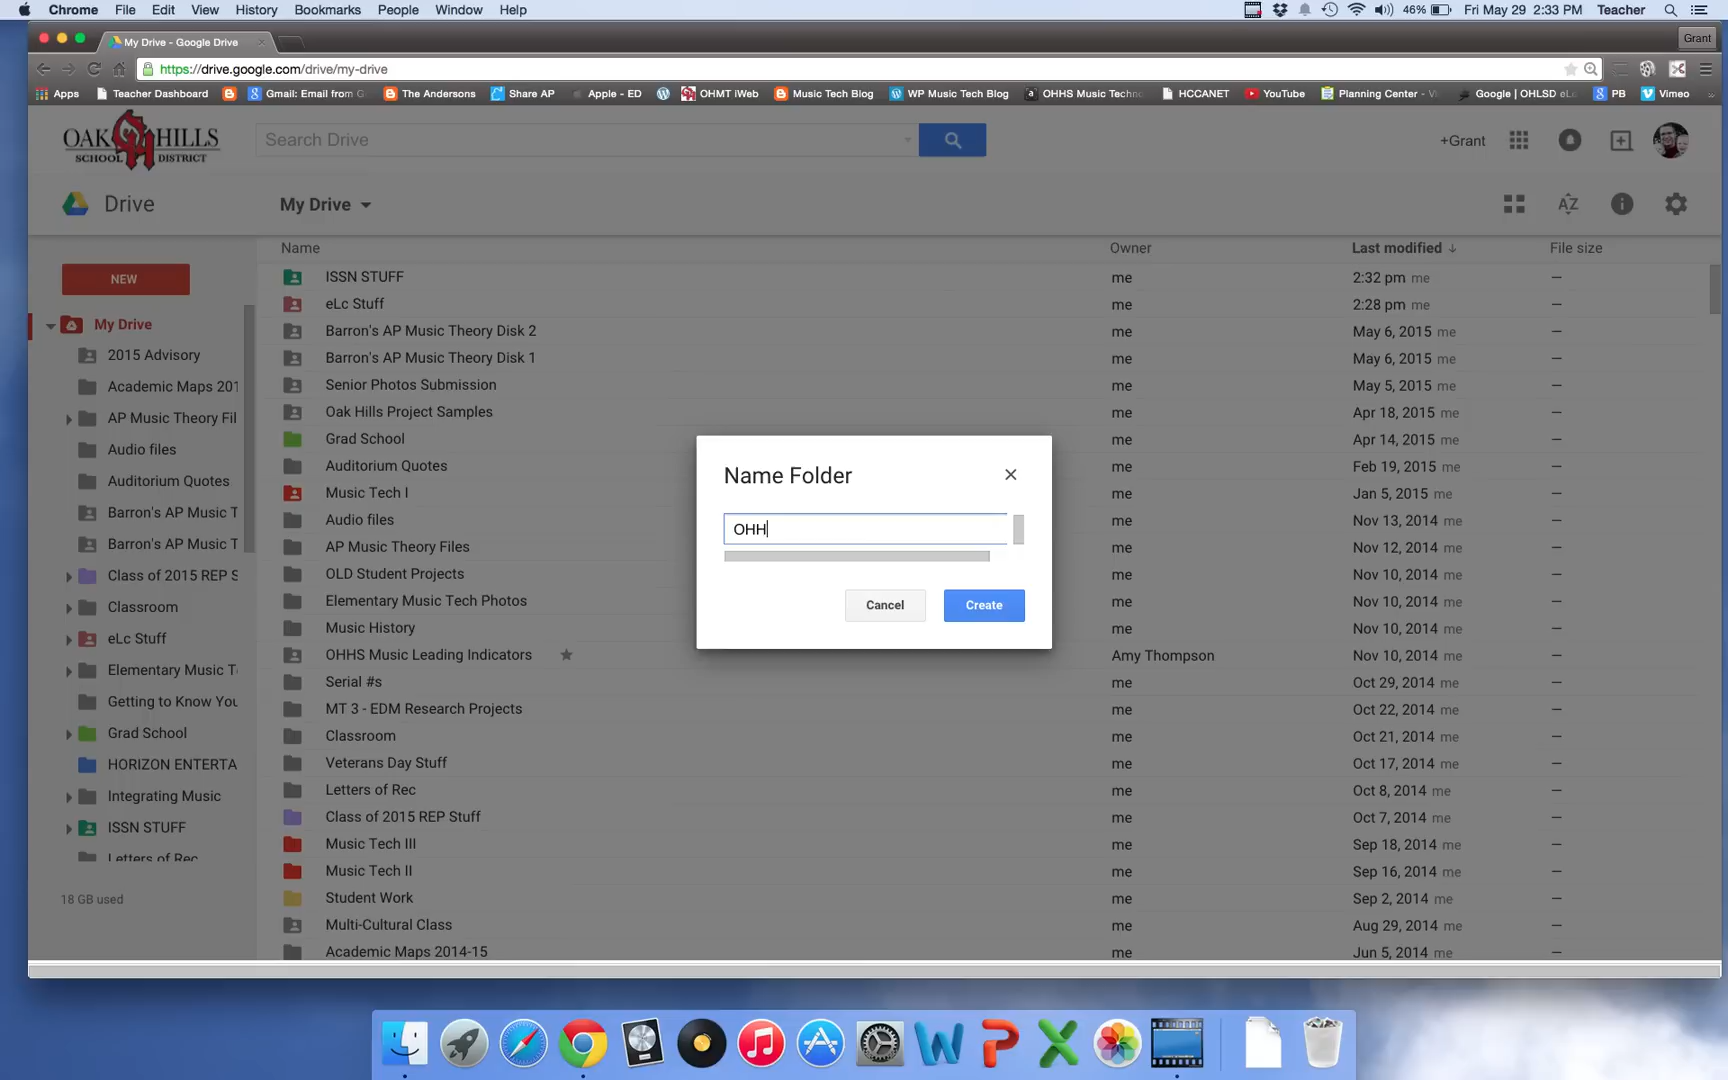 Chrome File Edit View History Bookmarks People Window Help 46% Fri May 29 2:33 PM Teacher
My Drive - Google Drive Grant
https://drive.google.com/drive/my-drive
Apps Teacher Dashboard Gmail: Email from The Andersons Share AP Apple - ED OHMT iWeb Music Tech Blog WP Music Tech Blog OHHS Music Techn HCCANET YouTube Planning Center - Google | OHLSD eL PB Vimeo
OAK HILLS
SCHOOL DISTRICT
Search Drive
+Grant
Drive
My Drive
AZ
Name Owner Last modified File size
NEW
My Drive
2015 Advisory
Academic Maps 201
AP Music Theory Fil
Audio files
Auditorium Quotes
Barron's AP Music T
Barron's AP Music T
Class of 2015 REP S
Classroom
eLc Stuff
Elementary Music T
Getting to Know You
Grad School
HORIZON ENTERTA
Integrating Music
ISSN STUFF
Letters of Rec
18 GB used
ISSN STUFF me 2:32 pm me —
eLc Stuff me 2:28 pm me —
Barron's AP Music Theory Disk 2 me May 6, 2015 me —
Barron's AP Music Theory Disk 1 me May 6, 2015 me —
Senior Photos Submission me May 5, 2015 me —
Oak Hills Project Samples me Apr 18, 2015 me —
Grad School me Apr 14, 2015 me —
Auditorium Quotes me Feb 19, 2015 me —
Music Tech I me Jan 5, 2015 me —
Audio files me Nov 13, 2014 me —
AP Music Theory Files me Nov 12, 2014 me —
OLD Student Projects me Nov 10, 2014 me —
Elementary Music Tech Photos me Nov 10, 2014 me —
Music History me Nov 10, 2014 me —
OHHS Music Leading Indicators Amy Thompson Nov 10, 2014 me —
Serial #s me Oct 29, 2014 me —
MT 3 - EDM Research Projects me Oct 22, 2014 me —
Classroom me Oct 21, 2014 me —
Veterans Day Stuff me Oct 17, 2014 me —
Letters of Rec me Oct 8, 2014 me —
Class of 2015 REP Stuff me Oct 7, 2014 me —
Music Tech III me Sep 18, 2014 me —
Music Tech II me Sep 16, 2014 me —
Student Work me Sep 2, 2014 me —
Multi-Cultural Class me Aug 29, 2014 me —
Academic Maps 2014-15 me Jun 5, 2014 me —
Name Folder
OHH
Cancel Create